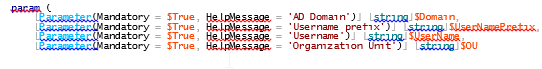 param (
[Parameter(Mandatory = $True, HelpMessage = 'AD Domain')] [string]$Domain,
[Parameter(Mandatory = $True, HelpMessage = 'Username prefix')] [string]$UserNamePrefix,
[Parameter(Mandatory = $True, HelpMessage = 'Username')] [string]$UserName,
[Parameter(Mandatory = $True, HelpMessage = 'Organization Unit')] [string]$OU